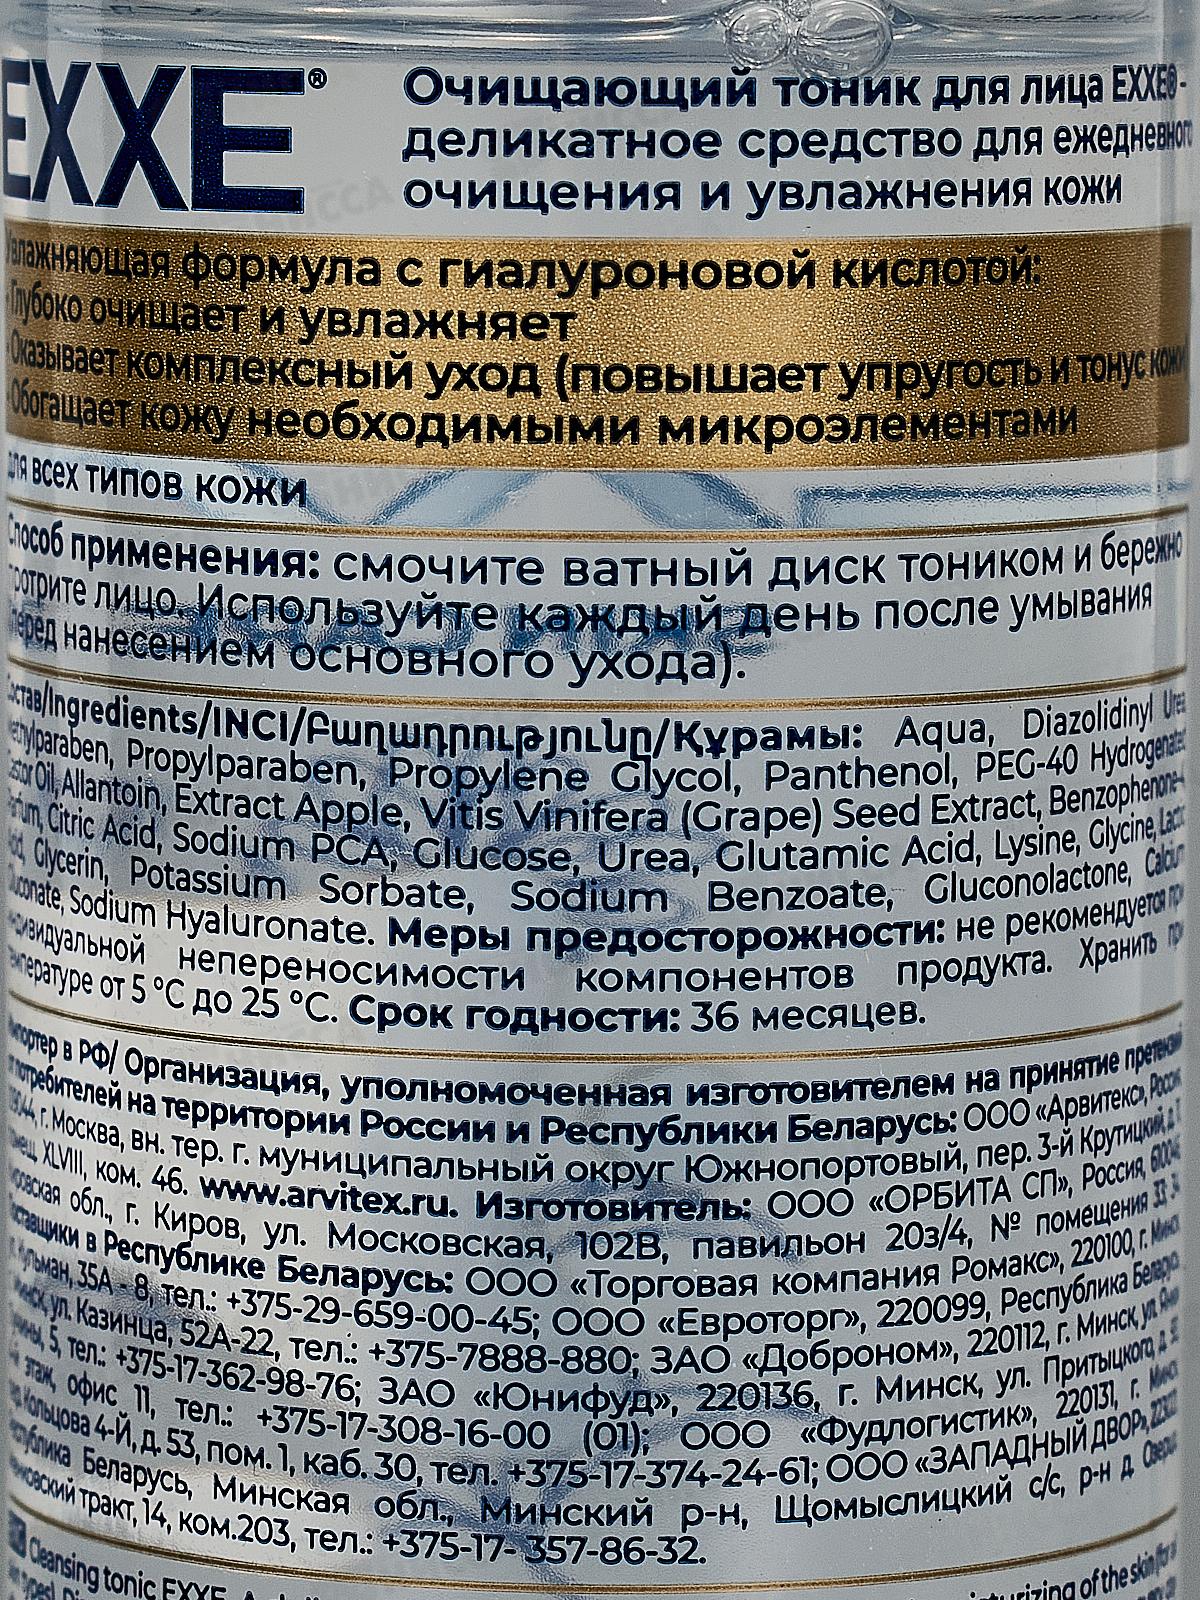 EXXE®
Очищающий тоник для лица EXXE®-
деликатное средство для ежедневного
очищения и увлажнения кожи
Увлажняющая формула с гиалуроновой кислотой:
Глубоко очищает и увлажняет
Оказывает комплексный уход (повышает упругость и тонус кожи
Обогащает кожу необходимыми микроэлементами
для всех типов кожи
Способ применения: смочите ватный диск тоником и бережно
протрите лицо. Используйте каждый день после умывания
перед нанесением основного ухода).
Состав/Ingredients/INCI/Բաղադրությունը/Құрамы: Aqua, Diazolidinyl Urea,
Methylparaben, Propylparaben, Propylene Glycol, Panthenol, PEG-40 Hydrogenated
Castor Oil, Allantoin, Extract Apple, Vitis Vinifera (Grape) Seed Extract, Benzophenone-
Parfum, Citric Acid, Sodium PCA, Glucose, Urea, Glutamic Acid, Lysine, Glycine, Lactic
Acid, Glycerin, Potassium Sorbate, Sodium Benzoate, Gluconolactone, Calcium
Gluconate, Sodium Hyaluronate. Меры предосторожности: не рекомендуется при
индивидуальной непереносимости компонентов продукта. Хранить при
температуре от 5 °C до 25 °C. Срок годности: 36 месяцев.
Импортер в РФ/ Организация, уполномоченная изготовителем на принятие претензий
от потребителей на территории России и Республики Беларусь: ООО «Арвитекс», Россия,
г. Москва, вн. тер. г. муниципальный округ Южнопортовый, пер. 3-й Крутицкий, д.
помещ. XLVIII, ком. 46. www.arvitex.ru. Изготовитель: ООО «ОРБИТА СП», Россия, 610046
Кировская обл., г. Киров, ул. Московская, 102В, павильон 20з/4, № помещения 33, 34.
Поставщики в Республике Беларусь: ООО «Торговая компания Ромакс», 220100, г. Минск
ул. Кульман, 35А - 8, тел.: +375-29-659-00-45; ООО «Евроторг», 220099, Республика Беларусь
г. Минск, ул. Казинца, 52А-22, тел.: +375-7888-880; ЗАО «Доброном», 220112, г. Минск, ул.
5, тел.: +375-17-362-98-76; ЗАО «Юнифуд», 220136, г. Минск, ул. Притыцкого, д.
этаж, офис 11, тел.: +375-17-308-16-00 (01); ООО «Фудлогистик», 220131, г. Минск
Кольцова 4-Й, д. 53, пом. 1, каб. 30, тел. +375-17-374-24-61; ООО «ЗАПАДНЫЙ ДВОР»,
Республика Беларусь, Минская обл., Минский р-н, Щомыслицкий с/с, р-н д.
тракт, 14, ком.203, тел.: +375-17- 357-86-32.
Cleansing tonic EXXE.
moisturizing of the skin (for all